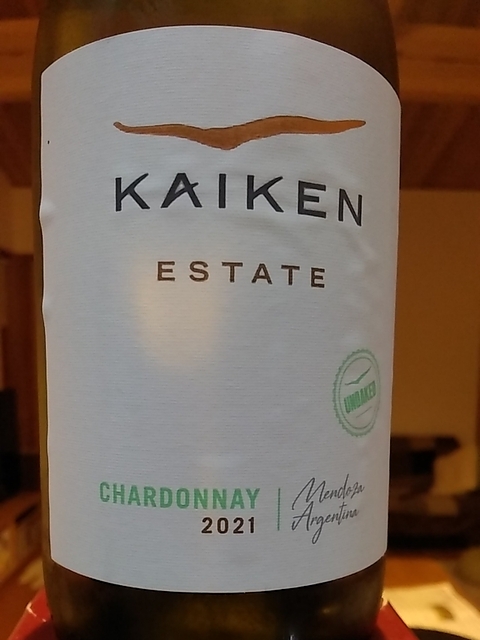 KAIKEN
ESTATE
UNOAKED
CHARDONNAY
2021
Mendoza
Argentina